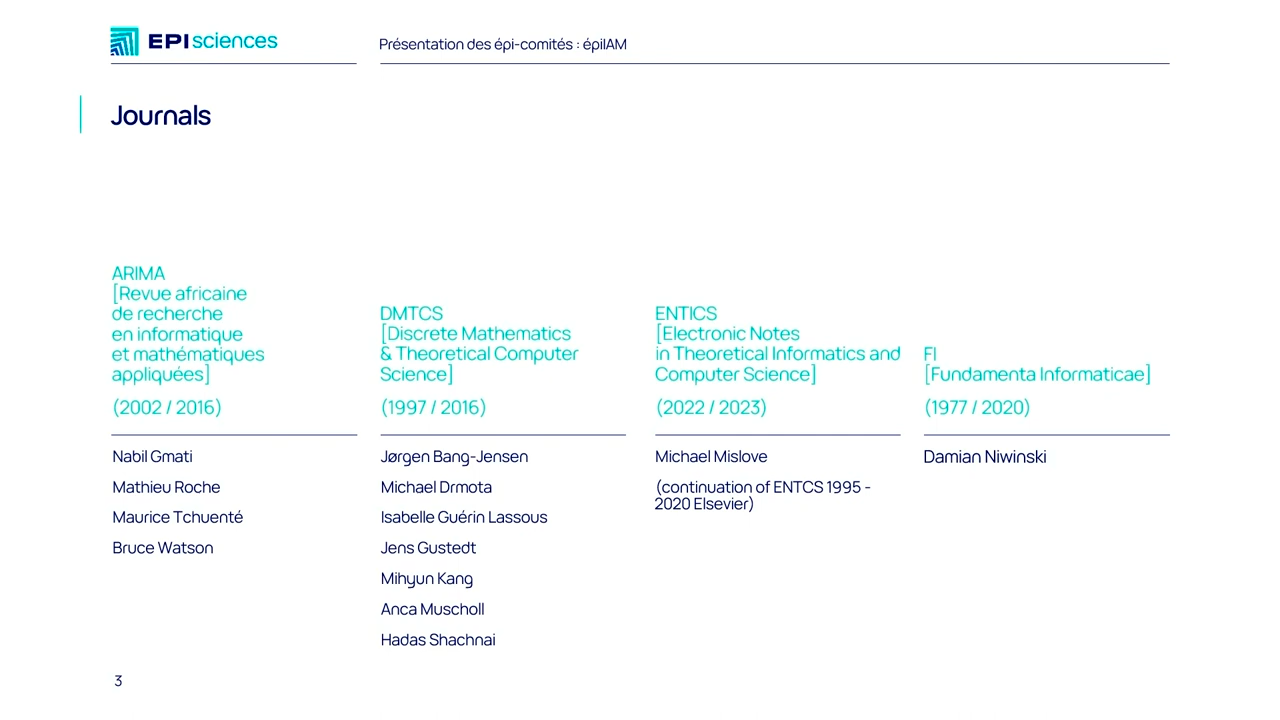 EPIsciences
Présentation des épi-comités : épiIAM
Journals
ARIMA
[Revue africaine
de recherche
en informatique
et mathématiques
appliquées]
(2002 / 2016)
Nabil Gmati
Mathieu Roche
Maurice Tchuenté
Bruce Watson
DMTCS
[Discrete Mathematics
& Theoretical Computer
Science]
(1997 / 2016)
Jørgen Bang-Jensen
Michael Drmota
Isabelle Guérin Lassous
Jens Gustedt
Mihyun Kang
Anca Muscholl
Hadas Shachnai
ENTICS
[Electronic Notes
in Theoretical Informatics and
Computer Science]
(2022 / 2023)
Michael Mislove
(continuation of ENTCS 1995 -
2020 Elsevier)
FI
[Fundamenta Informaticae]
(1977 / 2020)
Damian Niwinski
3